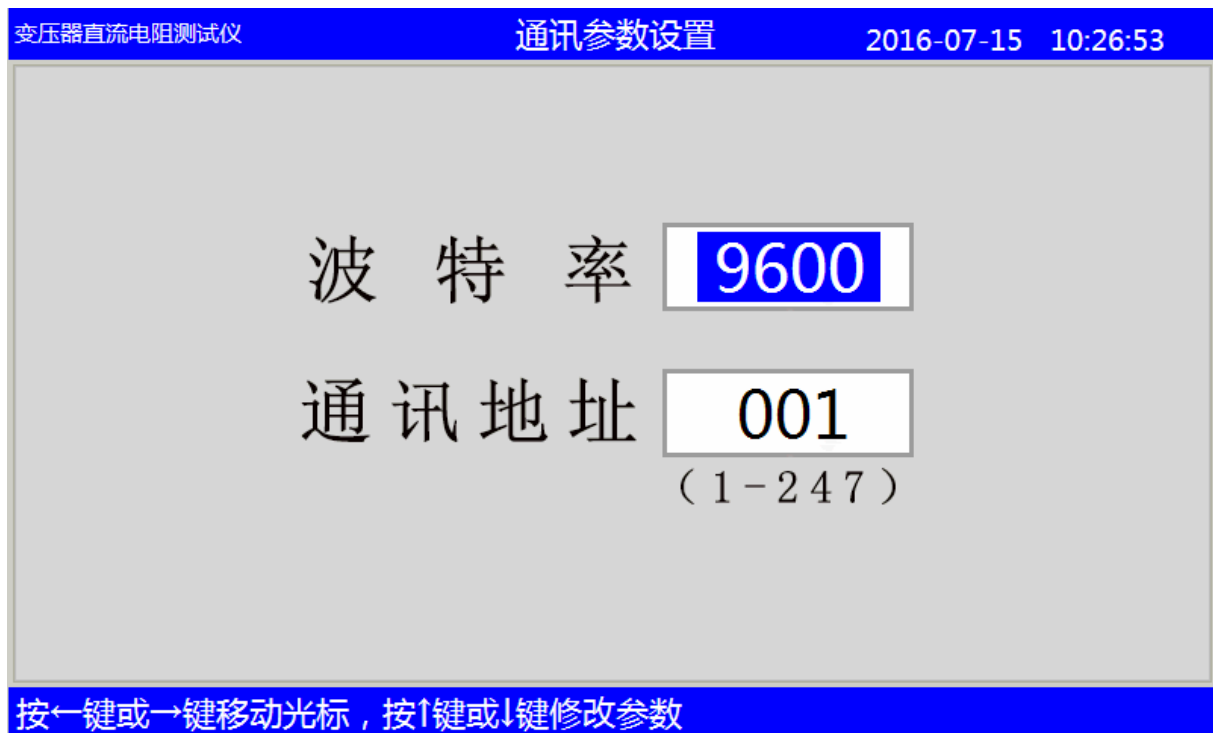 变压器直流电阻测试仪 通讯参数设置 2016-07-15 10:26:53
波特率 9600
通讯地址 001
（1-247）
按←键或→键移动光标，按↑键或↓键修改参数